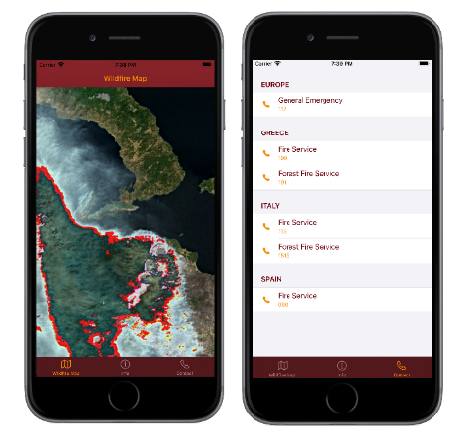 Carrier 7:38 PM
Wildfire Map
Wildfire Map Info Contact
Carrier 7:39 PM
EUROPE
General Emergency
112
GREECE
Fire Service
199
Forest Fire Service
191
ITALY
Fire Service
115
Forest Fire Service
1515
SPAIN
Fire Service
080
Wildfire Map Info Contact